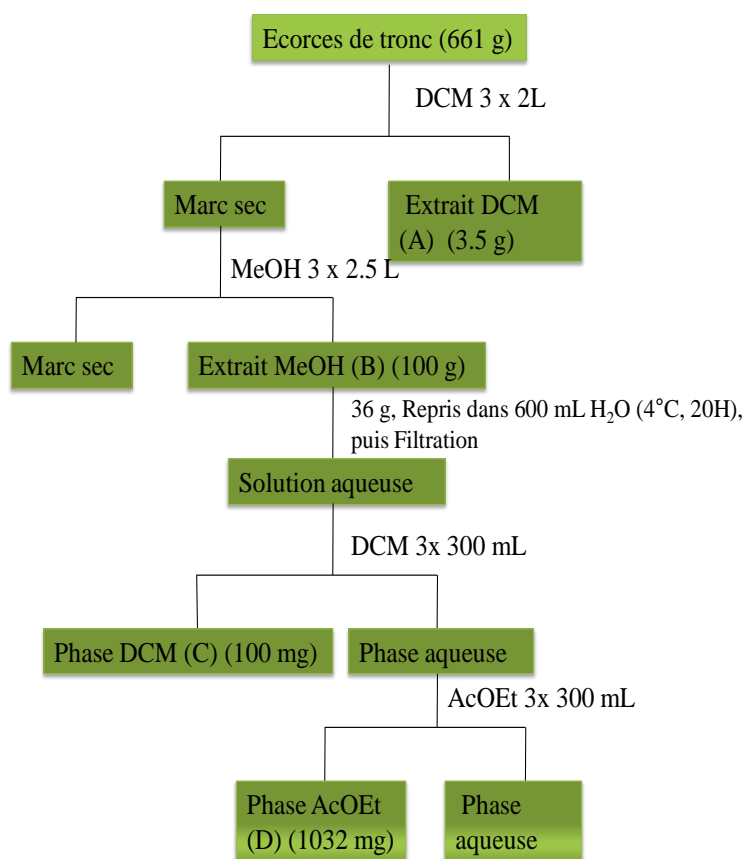 Ecorces de tronc (661 g)
DCM 3 x 2L
Marc sec
Extrait DCM
(A) (3.5 g)
MeOH 3 x 2.5 L
Marc sec
Extrait MeOH (B) (100 g)
36 g, Repris dans 600 mL H₂O (4°C, 20H),
puis Filtration
Solution aqueuse
DCM 3x 300 mL
Phase DCM (C) (100 mg)
Phase aqueuse
AcOEt 3x 300 mL
Phase AcOEt
(D) (1032 mg)
Phase
aqueuse